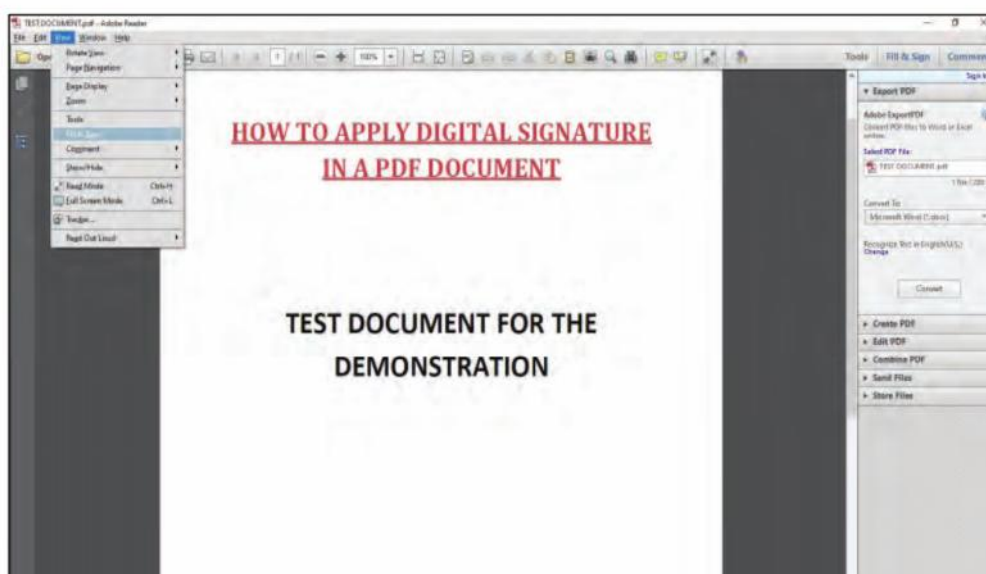 TEST DOCUMENT.pdf - Adobe Reader
File Edit View Window Help
1 / 1 100% Tools Fill & Sign Comment
Rotate View
Page Navigation
Page Display
Zoom
Tools
Fill & Sign
Comment
Show/Hide
Read Mode Ctrl+H
Full Screen Mode Ctrl+L
Tracker...
Read Out Loud
HOW TO APPLY DIGITAL SIGNATURE
IN A PDF DOCUMENT
TEST DOCUMENT FOR THE
DEMONSTRATION
Export PDF
Adobe ExportPDF
Convert PDF files to Word or Excel
online.
Select PDF File:
TEST DOCUMENT.pdf
Convert To:
Microsoft Word (*.docx)
Recognize Text in English(U.S.)
Change
Convert
Create PDF
Edit PDF
Combine PDF
Send Files
Store Files